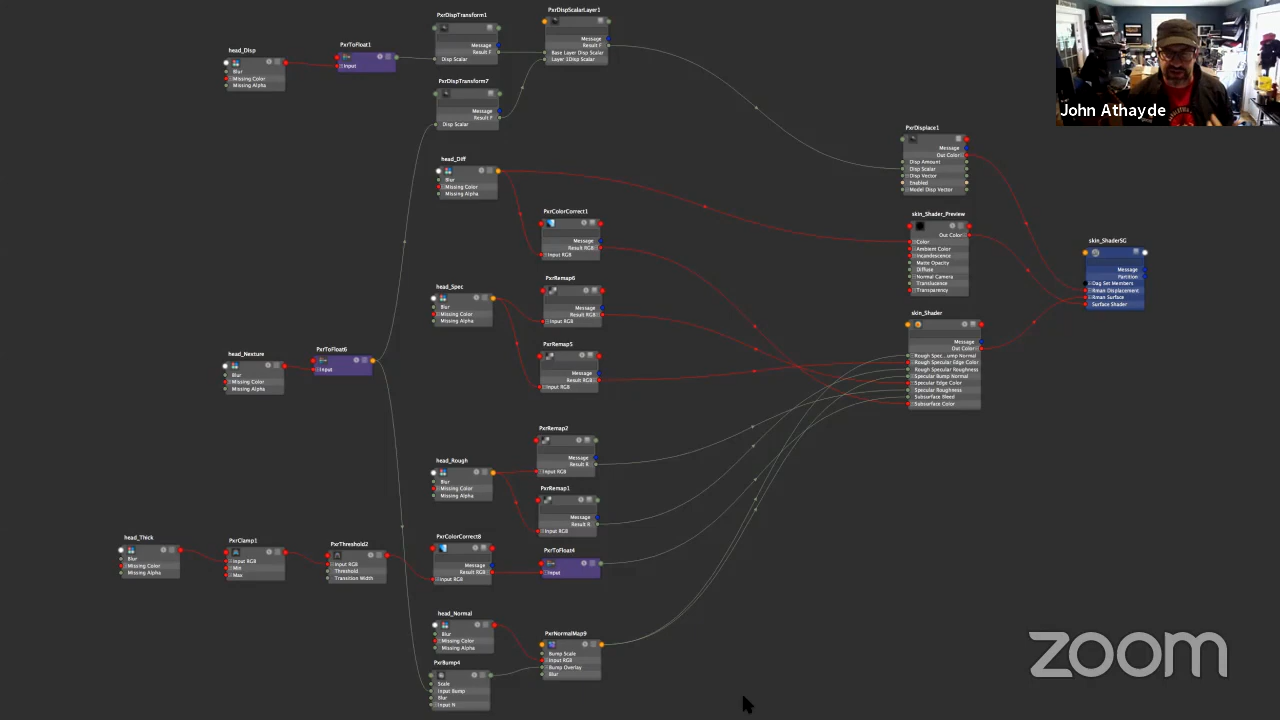 PxrDispTransform1
Message
Result F
Disp Scalar
PxrDispScalarLayer1
Message
Result F
Base Layer Disp Scalar
Layer 1Disp Scalar
head_Disp
Blur
Missing Color
Missing Alpha
PxrToFloat1
Input
PxrDispTransform7
Message
Result F
Disp Scalar
John Athayde
PxrDisplace1
Message
Out Color
Disp Amount
Disp Scalar
Disp Vector
Enabled
Model Disp Vector
head_Diff
Blur
Missing Color
Missing Alpha
PxrColorCorrect1
Message
Result RGB
Input RGB
skin_Shader_Preview
Out Color
Color
Ambient Color
Incandescence
Matte Opacity
Diffuse
Normal Camera
Translucence
Transparency
skin_ShaderSG
Message
Partition
Dag Set Members
Rman Displacement
Rman Surface
Surface Shader
head_Spec
Blur
Missing Color
Missing Alpha
PxrRemap6
Message
Result RGB
Input RGB
PxrRemap5
Message
Result RGB
Input RGB
skin_Shader
Message
Out Color
Rough Spec...ump Normal
Rough Specular Edge Color
Rough Specular Roughness
Specular Bump Normal
Specular Edge Color
Specular Roughness
Subsurface Bleed
Subsurface Color
head_Nexture
Blur
Missing Color
Missing Alpha
PxrToFloat6
Input
head_Rough
Blur
Missing Color
Missing Alpha
PxrRemap2
Message
Result R
Input RGB
PxrRemap1
Message
Result R
Input RGB
head_Thick
Blur
Missing Color
Missing Alpha
PxrClamp1
Input RGB
Min
Max
PxrThreshold2
Input RGB
Threshold
Transition Width
PxrColorCorrect8
Message
Result RGB
Input RGB
PxrToFloat4
Input
head_Normal
Blur
Missing Color
Missing Alpha
PxrNormalMap9
Bump Scale
Input RGB
Bump Overlay
Blur
PxrBump4
Scale
Input Bump
Blur
Input N
zoom